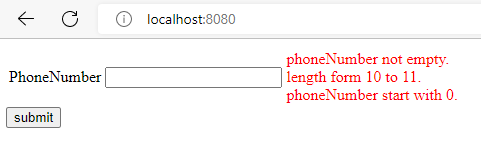 localhost:8080
phoneNumber not empty.
PhoneNumber length form 10 to 11.
phoneNumber start with 0.
submit